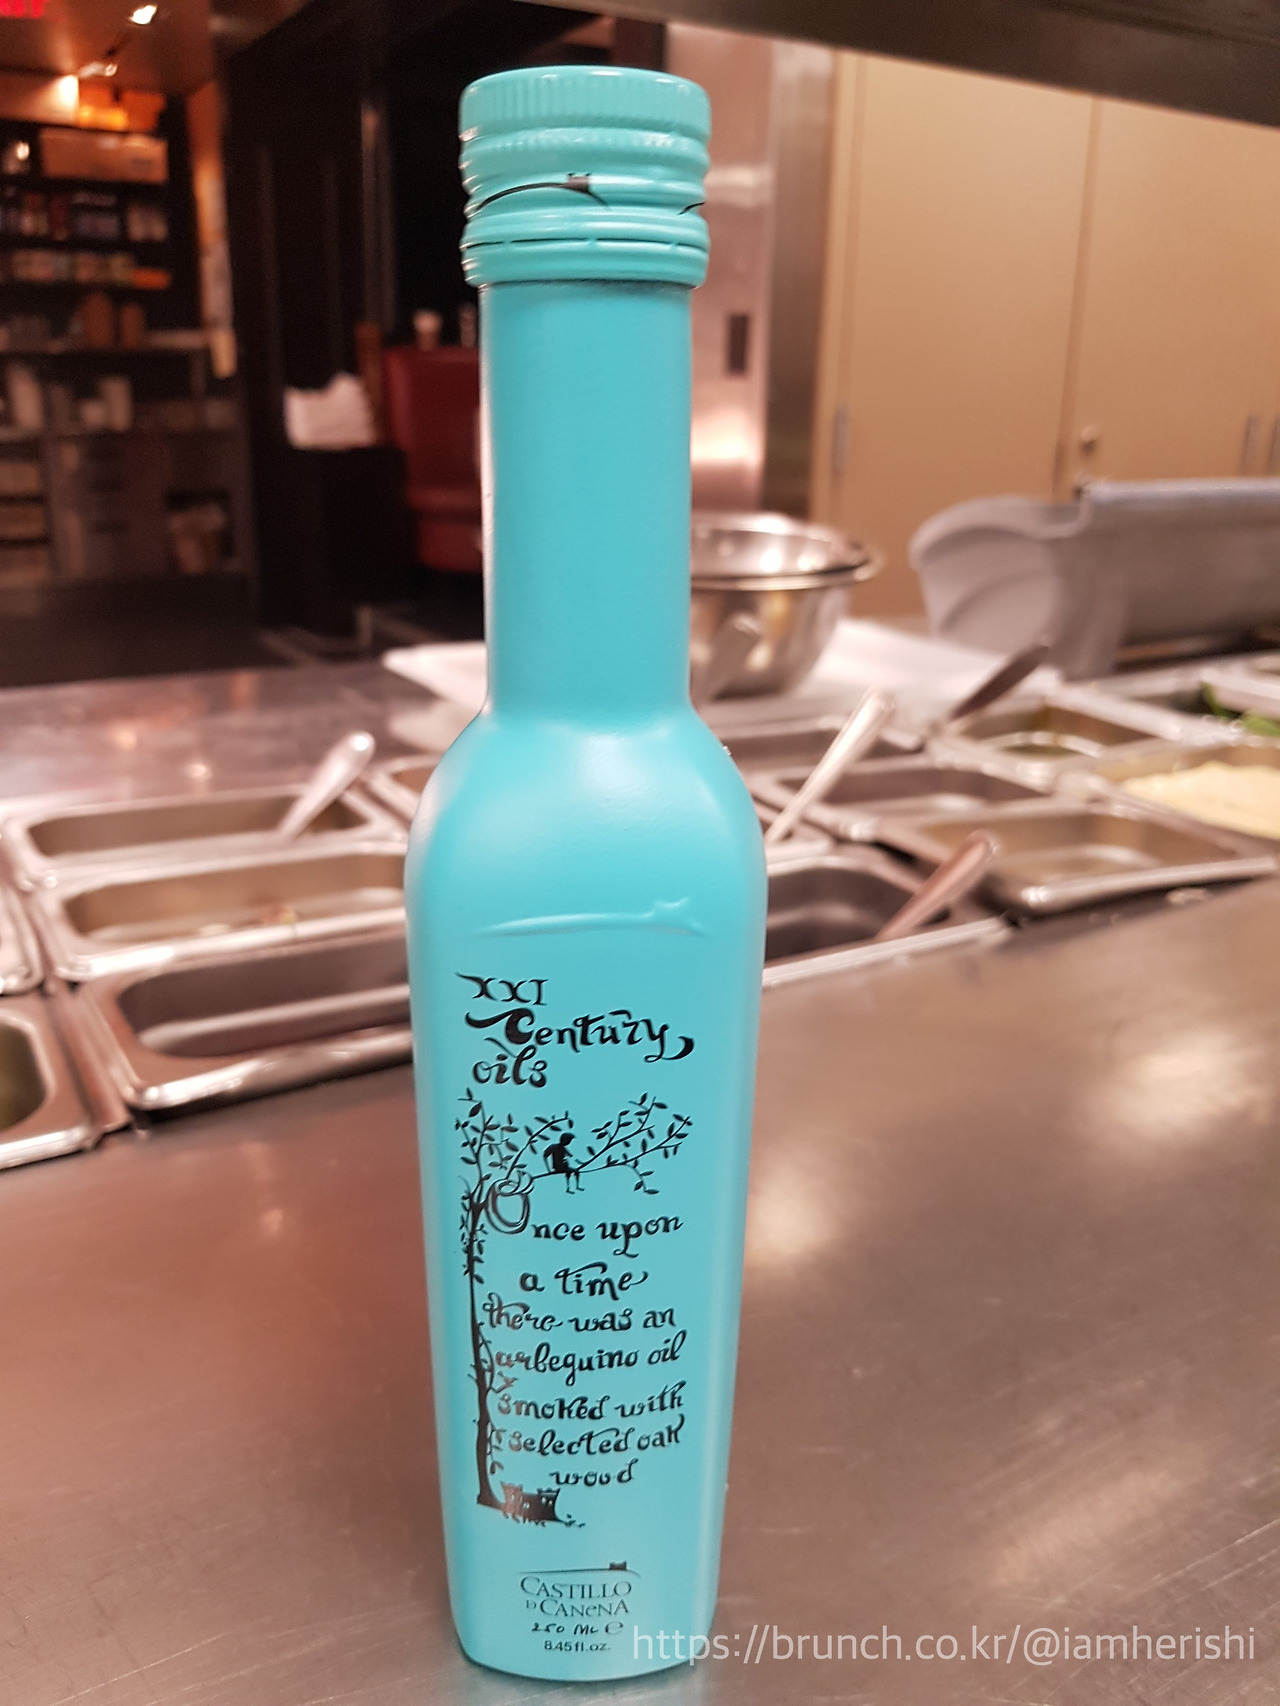 XXI
Century
oils
Once upon
a time
there was an
arbequino oil
smoked with
selected oak
wood
CASTILLO
D CANENA
250 ML e
8.45 fl.oz.
https://brunch.co.kr/@iamherishi